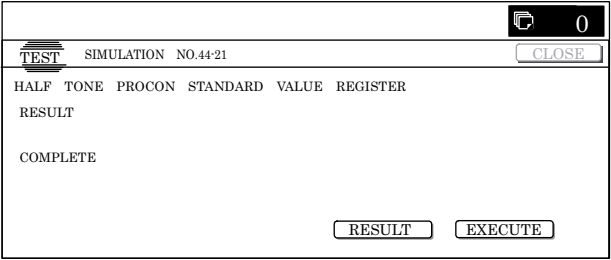 0
TEST SIMULATION NO.44-21 CLOSE
HALF TONE PROCON STANDARD VALUE REGISTER
RESULT
COMPLETE
RESULT EXECUTE